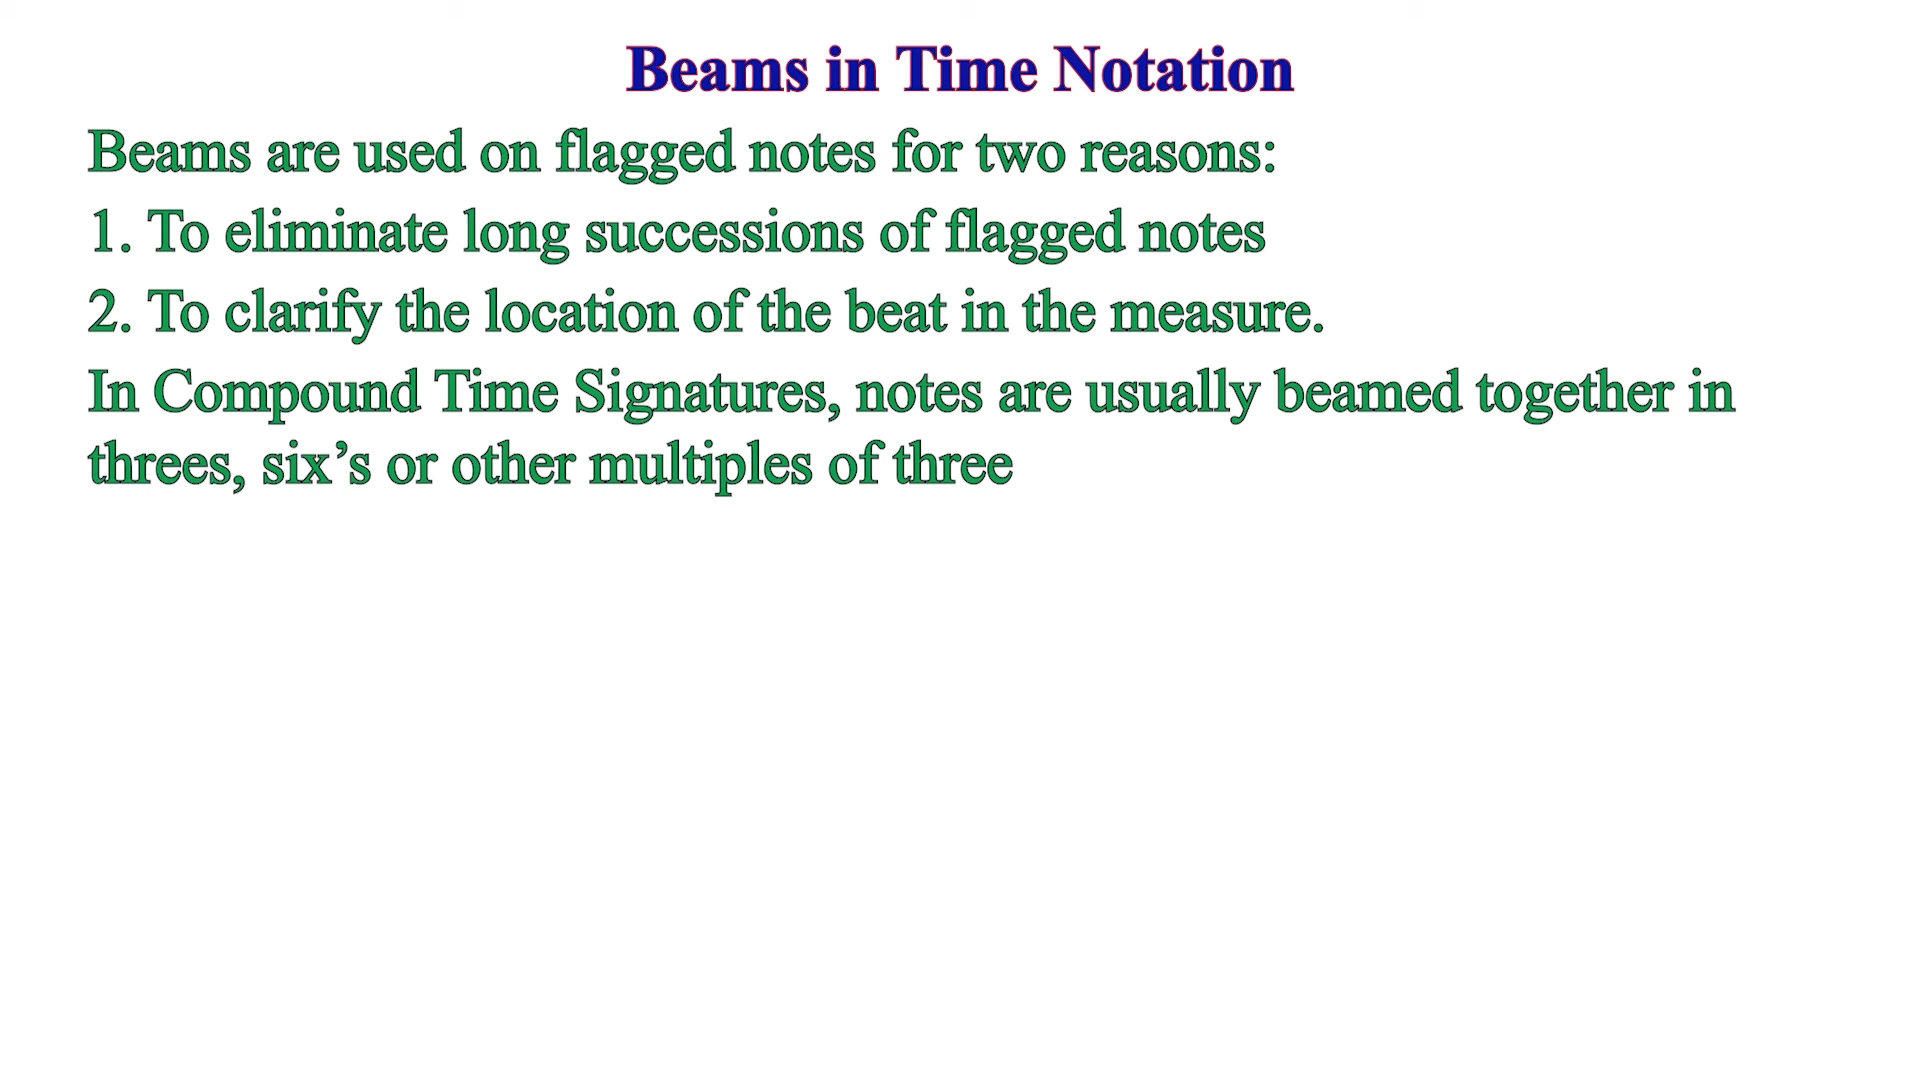 Beams in Time Notation
Beams are used on flagged notes for two reasons:
1. To eliminate long successions of flagged notes
2. To clarify the location of the beat in the measure.
In Compound Time Signatures, notes are usually beamed together in
threes, six’s or other multiples of three